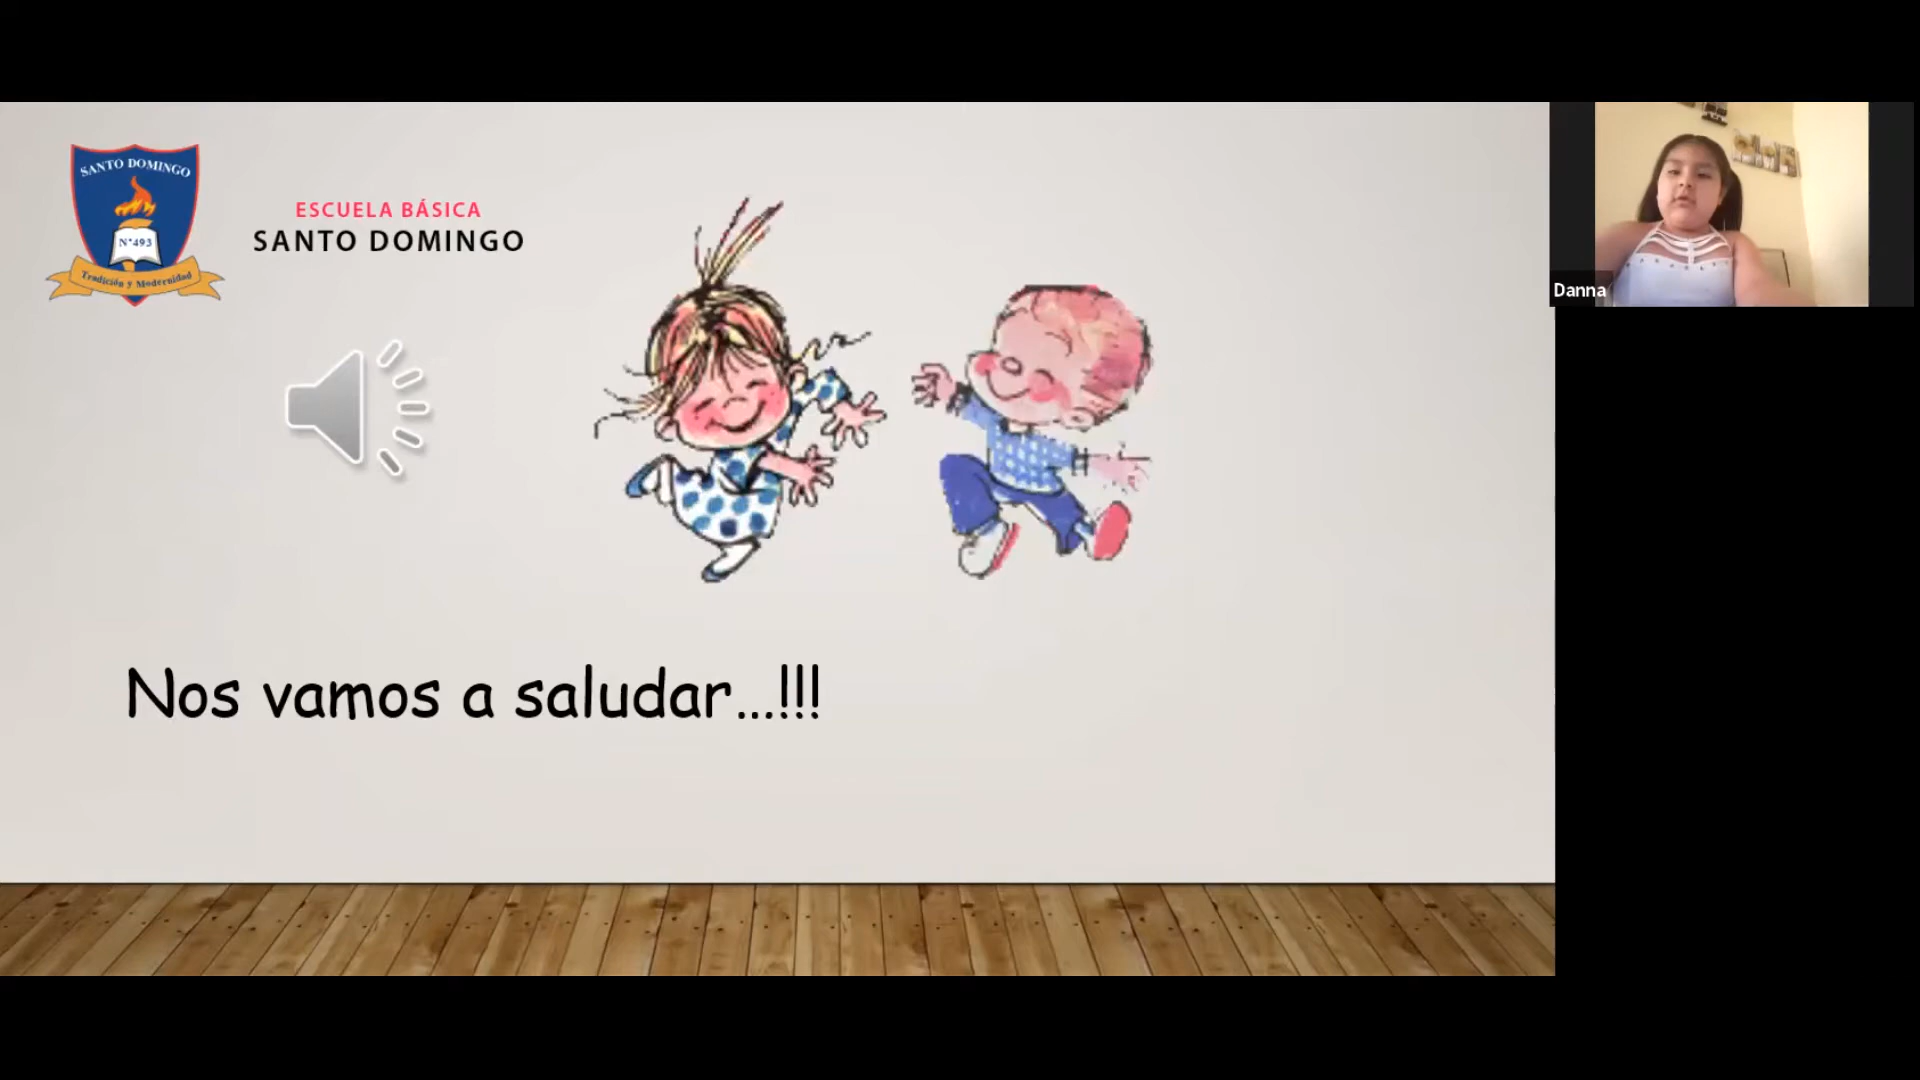 SANTO DOMINGO
N°493
Tradición y Modernidad
ESCUELA BÁSICA
SANTO DOMINGO
Danna
Nos vamos a saludar...!!!